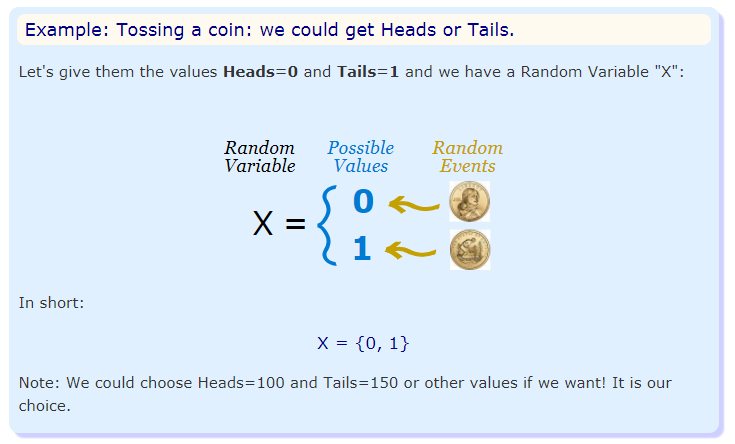 Example: Tossing a coin: we could get Heads or Tails.
Let's give them the values Heads=0 and Tails=1 and we have a Random Variable "X":
Random Variable
Possible Values
Random Events
X = { 0
1
In short:
X = {0, 1}
Note: We could choose Heads=100 and Tails=150 or other values if we want! It is our
choice.